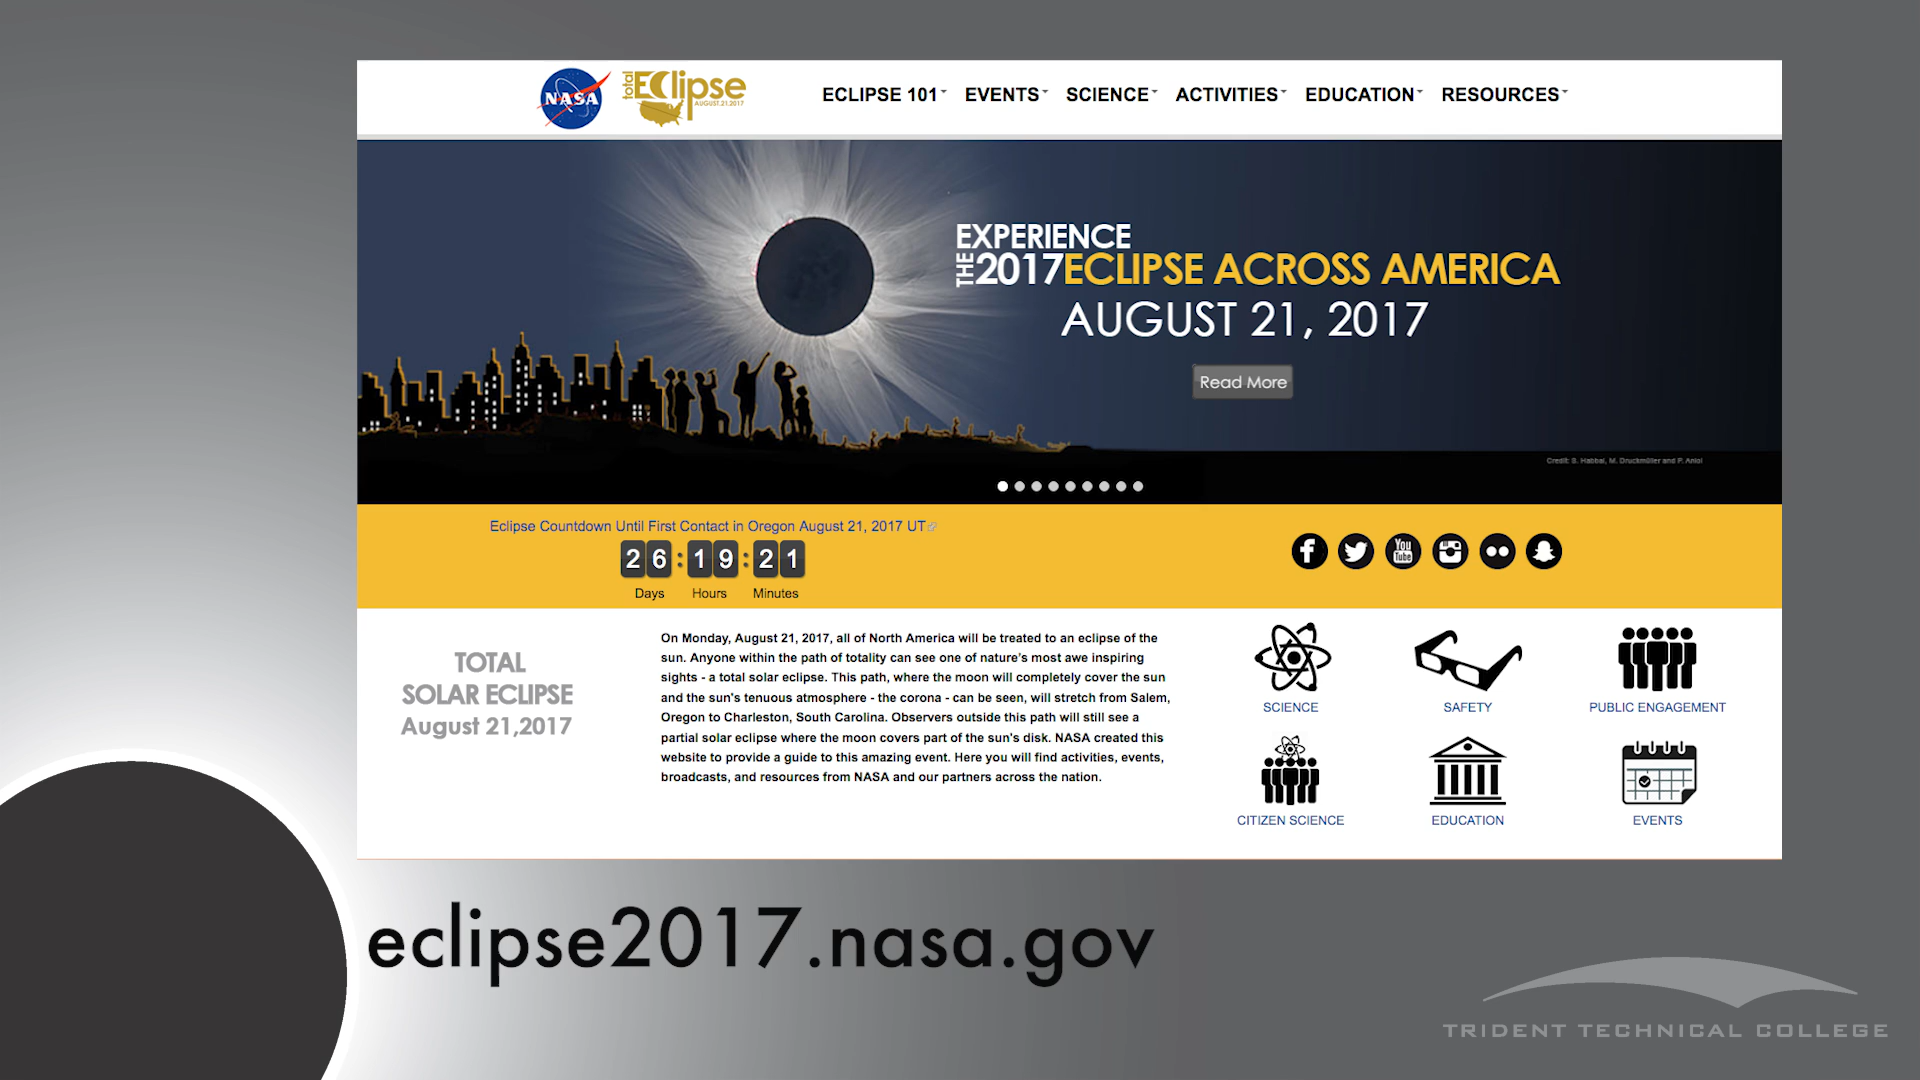 NASA
total
EClipse
AUGUST.21.2017
ECLIPSE 101
EVENTS
SCIENCE
ACTIVITIES
EDUCATION
RESOURCES
EXPERIENCE
THE 2017 ECLIPSE ACROSS AMERICA
AUGUST 21, 2017
Read More
Credit: S. Habbal, M. Druckmüller and P. Aniol
Eclipse Countdown Until First Contact in Oregon August 21, 2017 UT
26:19:21
Days Hours Minutes
You
Tube
TOTAL
SOLAR ECLIPSE
August 21,2017
On Monday, August 21, 2017, all of North America will be treated to an eclipse of the
sun. Anyone within the path of totality can see one of nature's most awe inspiring
sights - a total solar eclipse. This path, where the moon will completely cover the sun
and the sun's tenuous atmosphere - the corona - can be seen, will stretch from Salem,
Oregon to Charleston, South Carolina. Observers outside this path will still see a
partial solar eclipse where the moon covers part of the sun's disk. NASA created this
website to provide a guide to this amazing event. Here you will find activities, events,
broadcasts, and resources from NASA and our partners across the nation.
SCIENCE
SAFETY
PUBLIC ENGAGEMENT
CITIZEN SCIENCE
EDUCATION
EVENTS
eclipse2017.nasa.gov
TRIDENT TECHNICAL COLLEGE